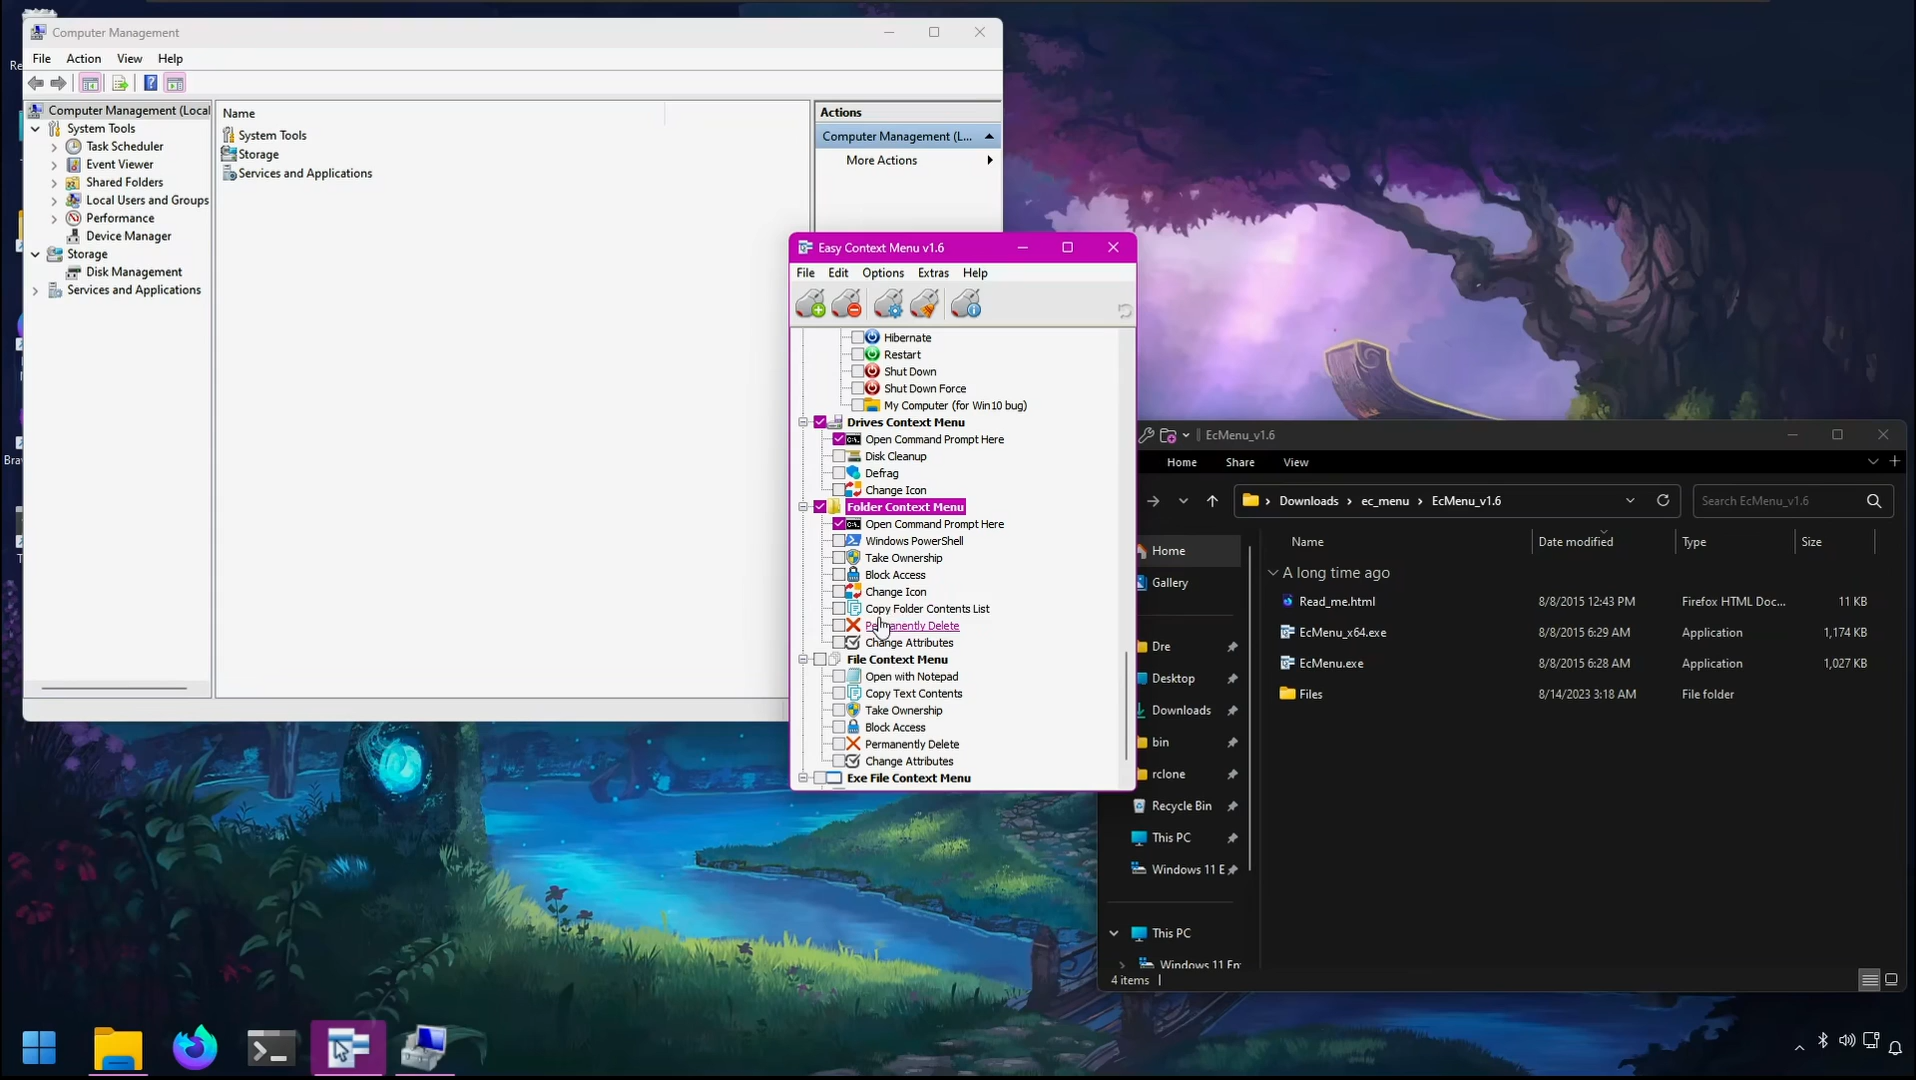 Re
Brav
T
Computer Management
File Action View Help
Computer Management (Local
System Tools
Task Scheduler
Event Viewer
Shared Folders
Local Users and Groups
Performance
Device Manager
Storage
Disk Management
Services and Applications
Name
System Tools
Storage
Services and Applications
Actions
Computer Management (L...
More Actions
Easy Context Menu v1.6
File Edit Options Extras Help
Hibernate
Restart
Shut Down
Shut Down Force
My Computer (for Win10 bug)
Drives Context Menu
Open Command Prompt Here
Disk Cleanup
Defrag
Change Icon
Folder Context Menu
Open Command Prompt Here
Windows PowerShell
Take Ownership
Block Access
Change Icon
Copy Folder Contents List
Permanently Delete
Change Attributes
File Context Menu
Open with Notepad
Copy Text Contents
Take Ownership
Block Access
Permanently Delete
Change Attributes
Exe File Context Menu
EcMenu_v1.6
Home Share View
Downloads ec_menu EcMenu_v1.6
Search EcMenu_v1.6
Home
Gallery
Dre
Desktop
Downloads
bin
rclone
Recycle Bin
This PC
Windows 11 E
This PC
Windows 11 En
Name Date modified Type Size
A long time ago
Read_me.html 8/8/2015 12:43 PM Firefox HTML Doc... 11 KB
EcMenu_x64.exe 8/8/2015 6:29 AM Application 1,174 KB
EcMenu.exe 8/8/2015 6:28 AM Application 1,027 KB
Files 8/14/2023 3:18 AM File folder
4 items